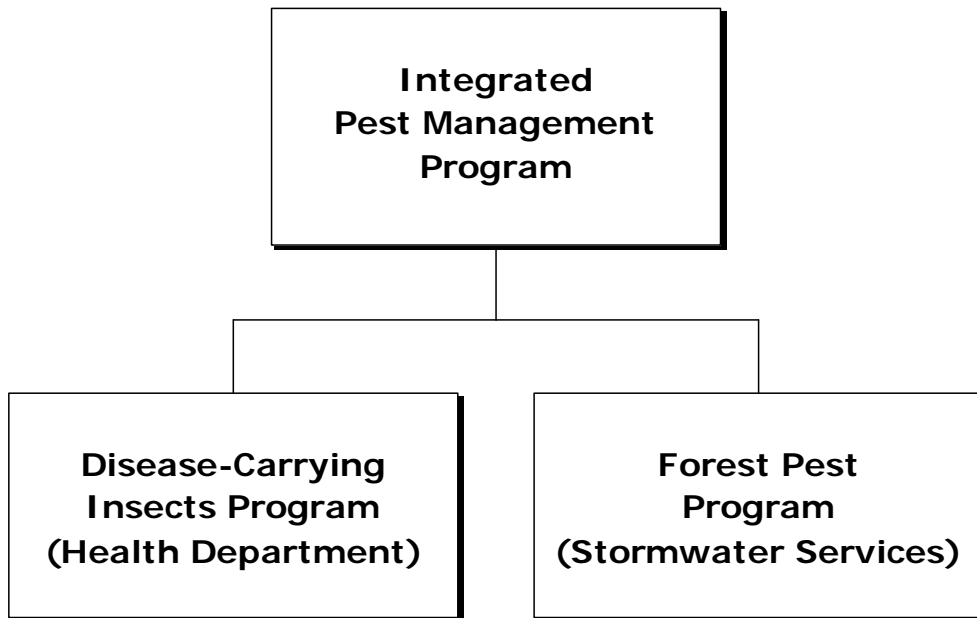 Integrated
Pest Management
Program
Disease-Carrying
Insects Program
(Health Department)
Forest Pest
Program
(Stormwater Services)